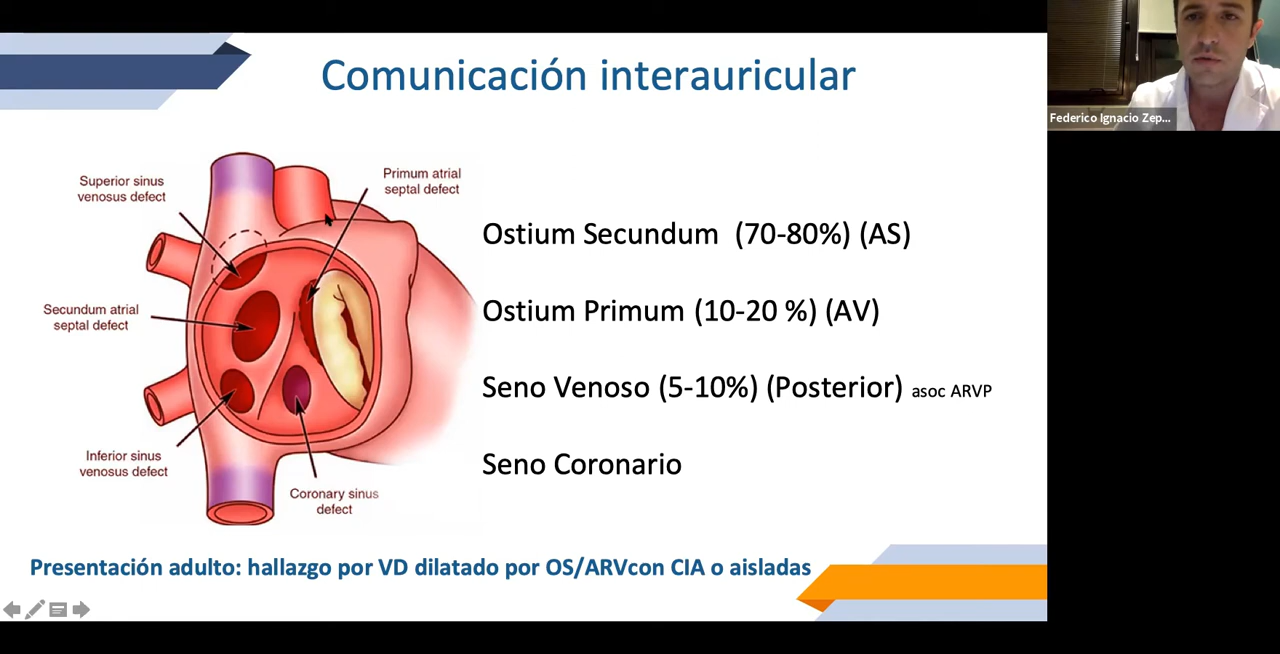 Comunicación interauricular
Federico Ignacio Zep...
Superior sinus
venosus defect
Primum atrial
septal defect
Secundum atrial
septal defect
Inferior sinus
venosus defect
Coronary sinus
defect
Ostium Secundum (70-80%) (AS)
Ostium Primum (10-20 %) (AV)
Seno Venoso (5-10%) (Posterior) asoc ARVP
Seno Coronario
Presentación adulto: hallazgo por VD dilatado por OS/ARVcon CIA o aisladas